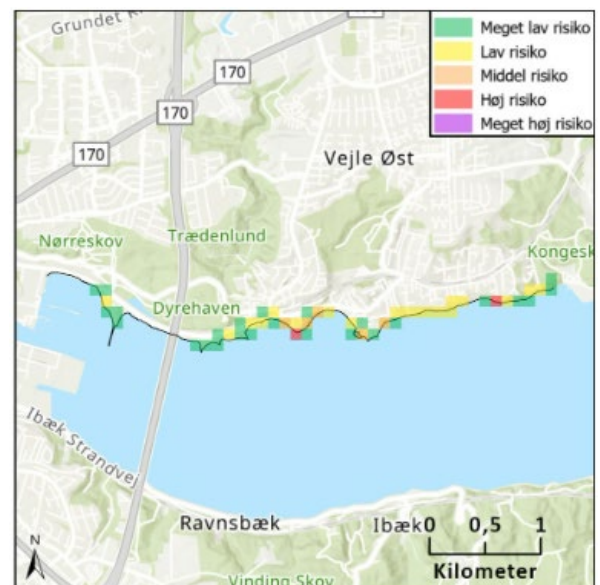 Meget lav risiko
Lav risiko
Middel risiko
Høj risiko
Meget høj risiko
Grundet
170
170
170
Vejle Øst
Nørreskov
Trædenlund
Kongesk
Dyrehaven
Ibæk Strandvej
Ravnsbæk
Ibæk
0 0,5 1
Kilometer
N
Vinding Skov